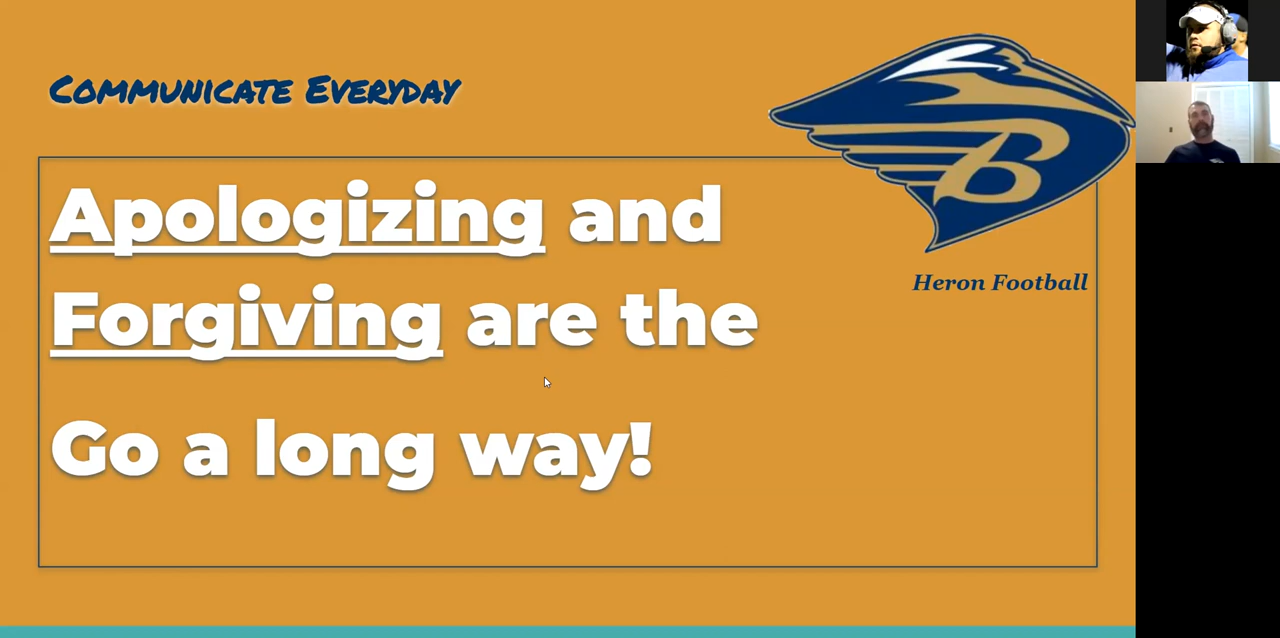 Communicate Everyday
B
Heron Football
Apologizing and
Forgiving are the
Go a long way!